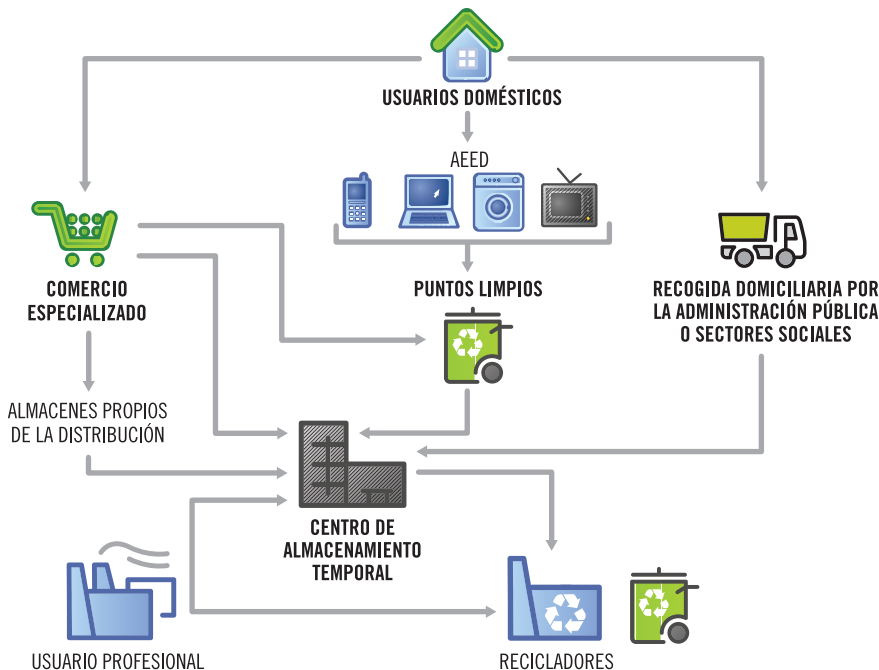 USUARIOS DOMÉSTICOS
AEED
COMERCIO
ESPECIALIZADO
PUNTOS LIMPIOS
RECOGIDA DOMICILIARIA POR
LA ADMINISTRACIÓN PÚBLICA
O SECTORES SOCIALES
ALMACENES PROPIOS
DE LA DISTRIBUCIÓN
CENTRO DE
ALMACENAMIENTO
TEMPORAL
USUARIO PROFESIONAL
RECICLADORES